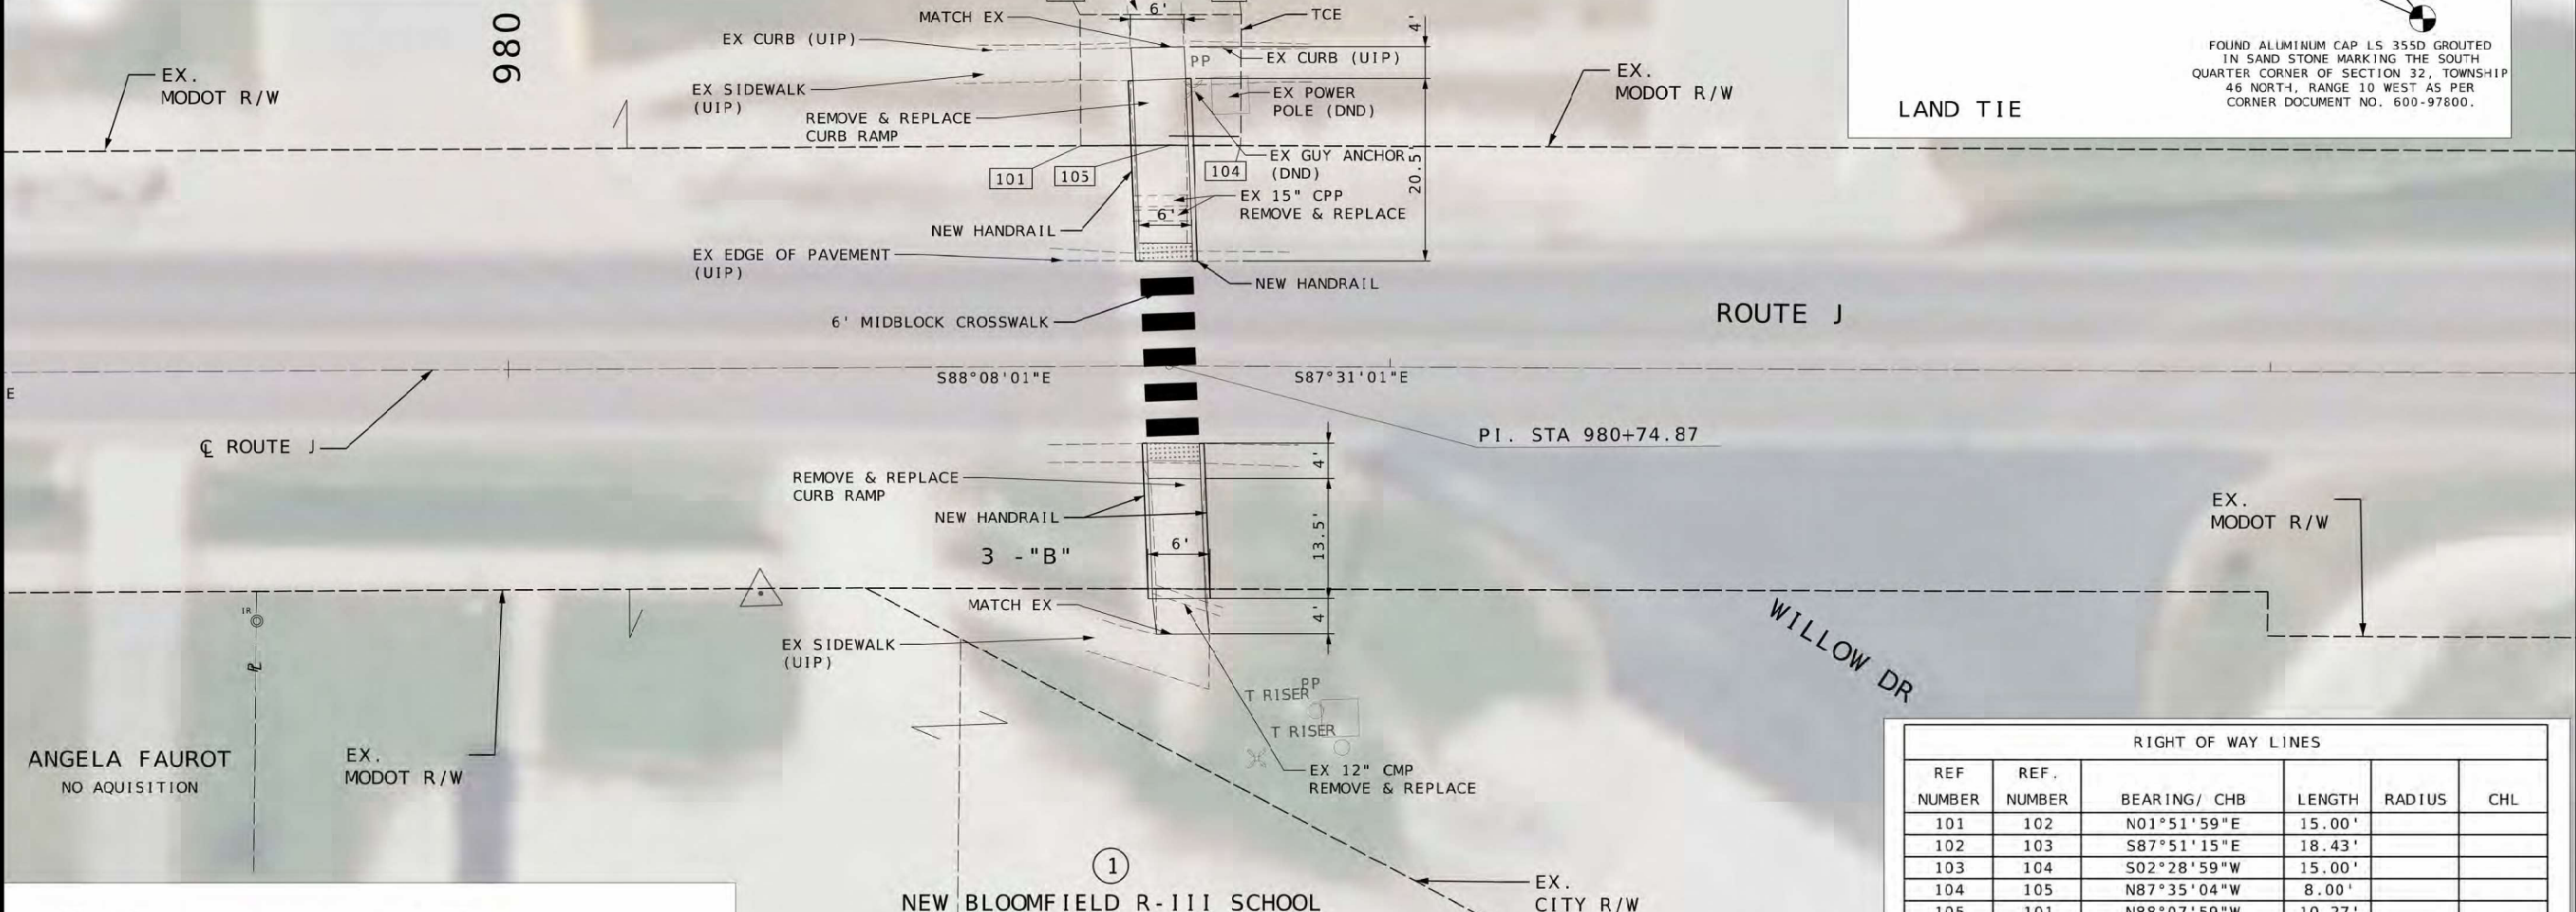 980
MATCH EX
6'
TCE
4'
EX CURB (UIP)
PP
EX CURB (UIP)
EX.
MODOT R/W
EX SIDEWALK
(UIP)
EX POWER
POLE (DND)
EX.
MODOT R/W
REMOVE & REPLACE
CURB RAMP
FOUND ALUMINUM CAP LS 355D GROUTED
IN SAND STONE MARKING THE SOUTH
QUARTER CORNER OF SECTION 32, TOWNSHIP
46 NORTH, RANGE 10 WEST AS PER
CORNER DOCUMENT NO. 600-97800.
LAND TIE
101
105
104
EX GUY ANCHOR
(DND)
20.5'
EX 15" CPP
REMOVE & REPLACE
6'
NEW HANDRAIL
EX EDGE OF PAVEMENT
(UIP)
NEW HANDRAIL
6' MIDBLOCK CROSSWALK
ROUTE J
S88°08'01"E
S87°31'01"E
E
℄ ROUTE J
PI. STA 980+74.87
4'
REMOVE & REPLACE
CURB RAMP
NEW HANDRAIL
13.5'
6'
3 -"B"
EX.
MODOT R/W
MATCH EX
4'
IR
EX SIDEWALK
(UIP)
WILLOW DR
PL
PP
T RISER
T RISER
ANGELA FAUROT
NO AQUISITION
EX.
MODOT R/W
EX 12" CMP
REMOVE & REPLACE
1
NEW BLOOMFIELD R-III SCHOOL
EX.
CITY R/W
RIGHT OF WAY LINES
REF NUMBER REF. NUMBER BEARING/ CHB LENGTH RADIUS CHL
101 102 N01°51'59"E 15.00'
102 103 S87°51'15"E 18.43'
103 104 S02°28'59"W 15.00'
104 105 N87°35'04"W 8.00'
105 101 N88°07'59"W 10.27'